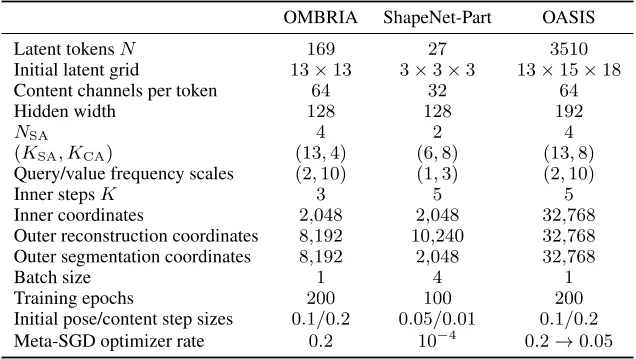 OMBRIA ShapeNet-Part OASIS
Latent tokens N 169 27 3510
Initial latent grid 13 × 13 3 × 3 × 3 13 × 15 × 18
Content channels per token 64 32 64
Hidden width 128 128 192
N_SA 4 2 4
(K_SA, K_CA) (13, 4) (6, 8) (13, 8)
Query/value frequency scales (2, 10) (1, 3) (2, 10)
Inner steps K 3 5 5
Inner coordinates 2,048 2,048 32,768
Outer reconstruction coordinates 8,192 10,240 32,768
Outer segmentation coordinates 8,192 2,048 32,768
Batch size 1 4 1
Training epochs 200 100 200
Initial pose/content step sizes 0.1/0.2 0.05/0.01 0.1/0.2
Meta-SGD optimizer rate 0.2 10⁻⁴ 0.2 → 0.05